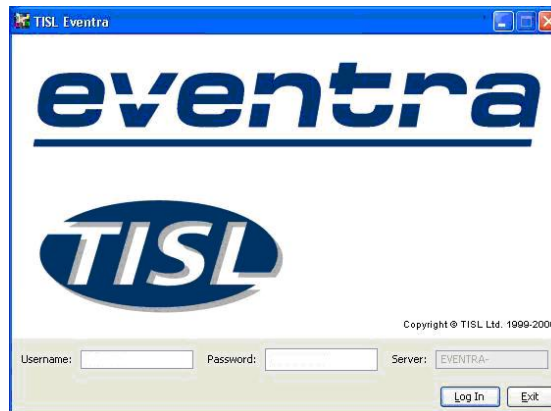 TISL Eventra
eventra
TISL
Copyright © TISL Ltd. 1999-200
Username: Password: Server: EVENTRA-
Log In Exit